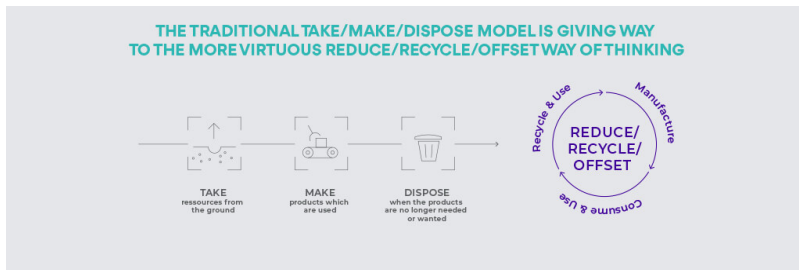 THE TRADITIONAL TAKE/MAKE/DISPOSE MODEL IS GIVING WAY
TO THE MORE VIRTUOUS REDUCE/RECYCLE/OFFSET WAY OF THINKING
TAKE
ressources from
the ground
MAKE
products which
are used
DISPOSE
when the products
are no longer needed
or wanted
Recycle & Use
Manufacture
REDUCE/
RECYCLE/
OFFSET
Consume & Use